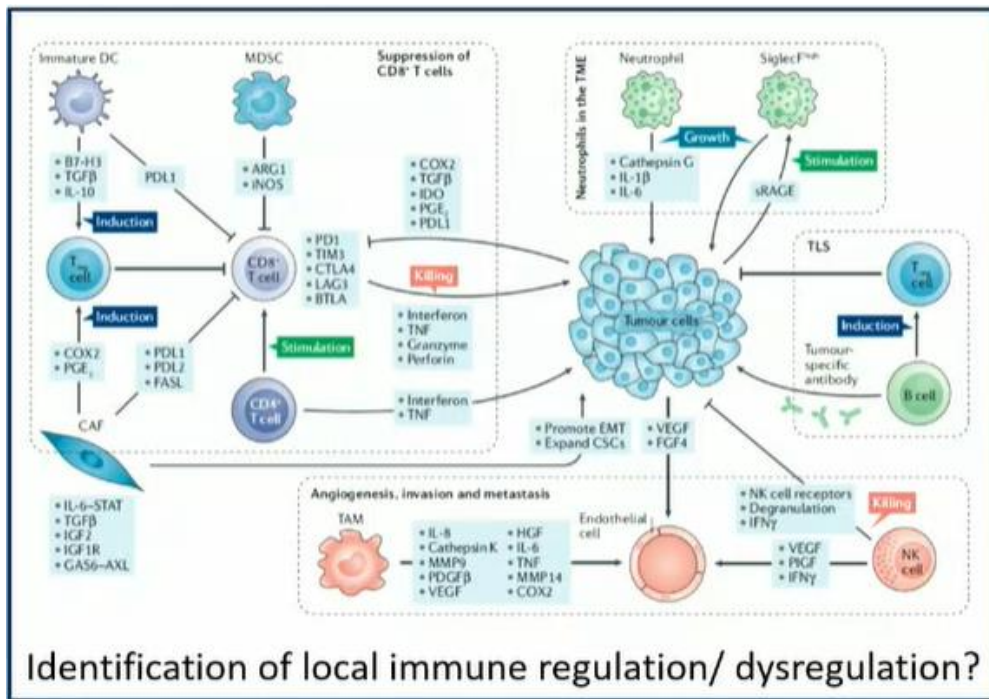 Immature DC
MDSC
Suppression of
CD8+ T cells
• B7-H3
• TGFβ
• IL-10
PDL1
• ARG1
• iNOS
• COX2
• TGFβ
• IDO
• PGE2
• PDL1
Induction
Treg
cell
CD8+
T cell
• PD1
• TIM3
• CTLA4
• LAG3
• BTLA
Killing
• Interferon
• TNF
• Granzyme
• Perforin
Induction
• COX2
• PGE2
• PDL1
• PDL2
• FASL
Stimulation
CAF
CD4+
T cell
• Interferon
• TNF
• IL-6–STAT
• TGFβ
• IGF2
• IGF1R
• GAS6–AXL
Neutrophils in the TME
Neutrophil
SiglecFhigh
Growth
Stimulation
• Cathepsin G
• IL-1β
• IL-6
sRAGE
Tumour cells
TLS
Treg
cell
Induction
Tumour-
specific
antibody
B cell
• Promote EMT
• Expand CSCs
• VEGF
• FGF4
Angiogenesis, invasion and metastasis
TAM
• IL-8
• Cathepsin K
• MMP9
• PDGFβ
• VEGF
• HGF
• IL-6
• TNF
• MMP14
• COX2
Endothelial
cell
• NK cell receptors
• Degranulation
• IFNγ
Killing
• VEGF
• PlGF
• IFNγ
NK
cell
Identification of local immune regulation/ dysregulation?